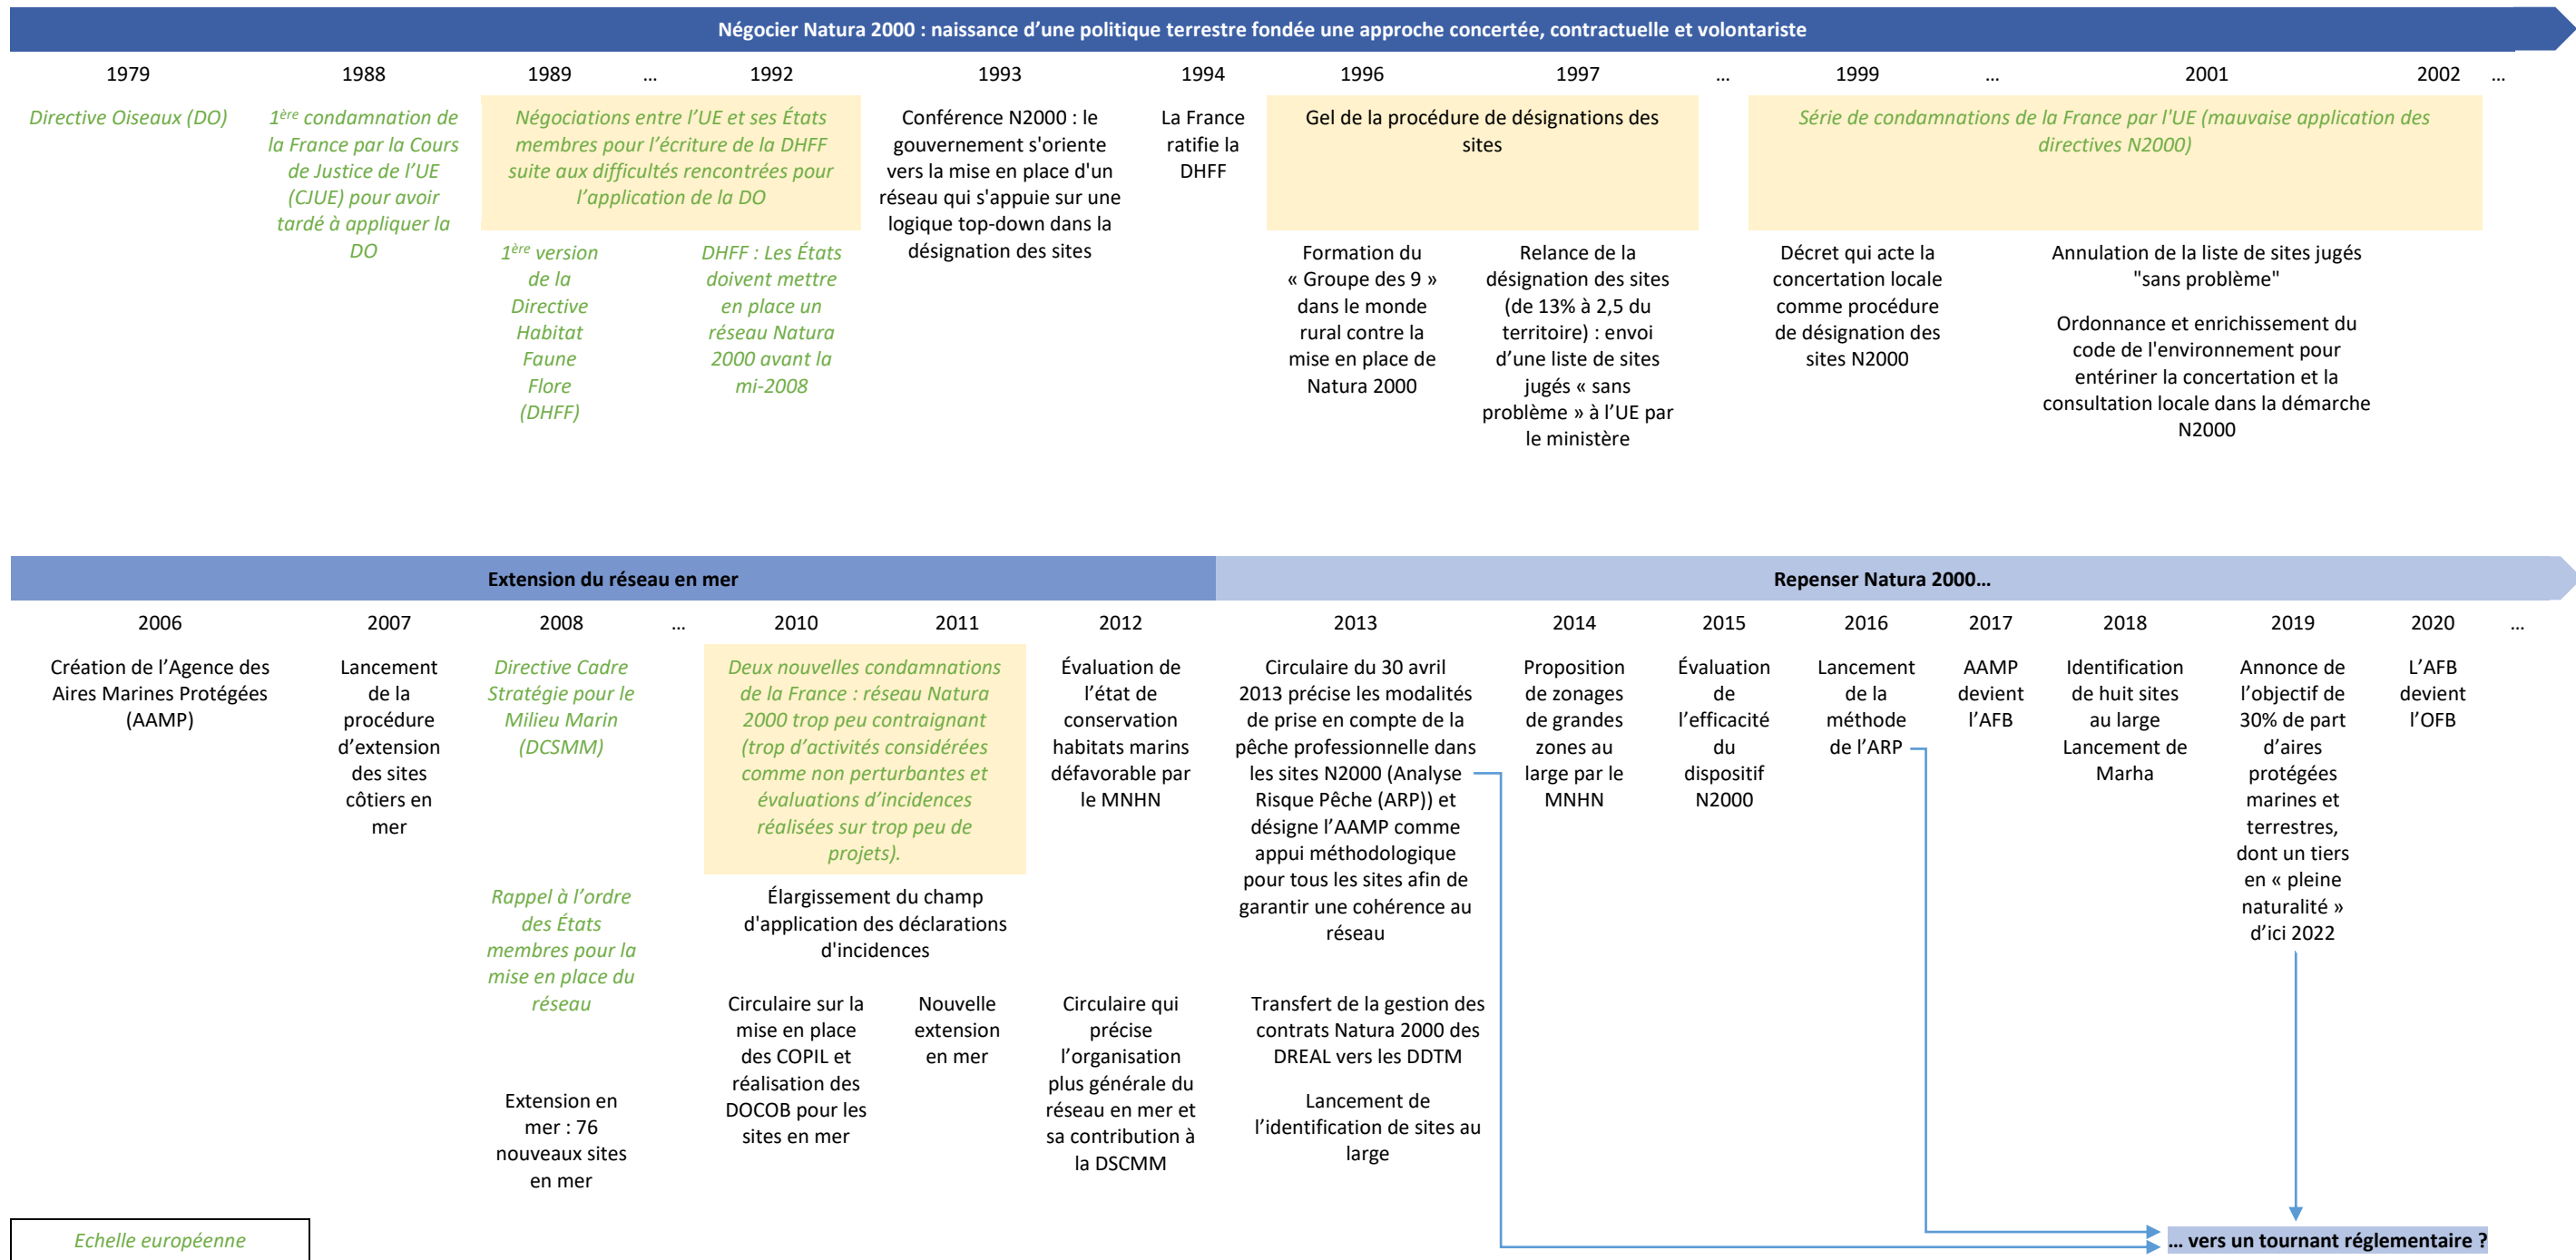 Négocier Natura 2000 : naissance d'une politique terrestre fondée une approche concertée, contractuelle et volontariste
1979
1988
1989
...
1992
1993
1994
1996
1997
...
1999
...
2001
2002
...
Directive Oiseaux (DO)
1ère condamnation de
la France par la Cours
de Justice de l'UE
(CJUE) pour avoir
tardé à appliquer la
DO
Négociations entre l'UE et ses États
membres pour l'écriture de la DHFF
suite aux difficultés rencontrées pour
l'application de la DO
1ère version
de la
Directive
Habitat
Faune
Flore
(DHFF)
DHFF : Les États
doivent mettre
en place un
réseau Natura
2000 avant la
mi-2008
Conférence N2000 : le
gouvernement s'oriente
vers la mise en place d'un
réseau qui s'appuie sur une
logique top-down dans la
désignation des sites
La France
ratifie la
DHFF
Gel de la procédure de désignations des
sites
Formation du
« Groupe des 9 »
dans le monde
rural contre la
mise en place de
Natura 2000
Relance de la
désignation des sites
(de 13% à 2,5 du
territoire) : envoi
d'une liste de sites
jugés « sans
problème » à l'UE par
le ministère
Série de condamnations de la France par l'UE (mauvaise application des
directives N2000)
Décret qui acte la
concertation locale
comme procédure
de désignation des
sites N2000
Annulation de la liste de sites jugés
"sans problème"
Ordonnance et enrichissement du
code de l'environnement pour
entériner la concertation et la
consultation locale dans la démarche
N2000
Extension du réseau en mer
Repenser Natura 2000...
2006
2007
2008
...
2010
2011
2012
2013
2014
2015
2016
2017
2018
2019
2020
...
Création de l'Agence des
Aires Marines Protégées
(AAMP)
Lancement
de la
procédure
d'extension
des sites
côtiers en
mer
Directive Cadre
Stratégie pour le
Milieu Marin
(DCSMM)
Rappel à l'ordre
des États
membres pour la
mise en place du
réseau
Extension en
mer : 76
nouveaux sites
en mer
Deux nouvelles condamnations
de la France : réseau Natura
2000 trop peu contraignant
(trop d'activités considérées
comme non perturbantes et
évaluations d'incidences
réalisées sur trop peu de
projets).
Élargissement du champ
d'application des déclarations
d'incidences
Circulaire sur la
mise en place
des COPIL et
réalisation des
DOCOB pour les
sites en mer
Nouvelle
extension
en mer
Évaluation de
l'état de
conservation
habitats marins
défavorable par
le MNHN
Circulaire qui
précise
l'organisation
plus générale du
réseau en mer et
sa contribution à
la DSCMM
Circulaire du 30 avril
2013 précise les modalités
de prise en compte de la
pêche professionnelle dans
les sites N2000 (Analyse
Risque Pêche (ARP)) et
désigne l'AAMP comme
appui méthodologique
pour tous les sites afin de
garantir une cohérence au
réseau
Transfert de la gestion des
contrats Natura 2000 des
DREAL vers les DDTM
Lancement de
l'identification de sites au
large
Proposition
de zonages
de grandes
zones au
large par le
MNHN
Évaluation
de
l'efficacité
du
dispositif
N2000
Lancement
de la
méthode
de l'ARP
AAMP
devient
l'AFB
Identification
de huit sites
au large
Lancement de
Marha
Annonce de
l'objectif de
30% de part
d'aires
protégées
marines et
terrestres,
dont un tiers
en « pleine
naturalité »
d'ici 2022
L'AFB
devient
l'OFB
Echelle européenne
... vers un tournant réglementaire ?